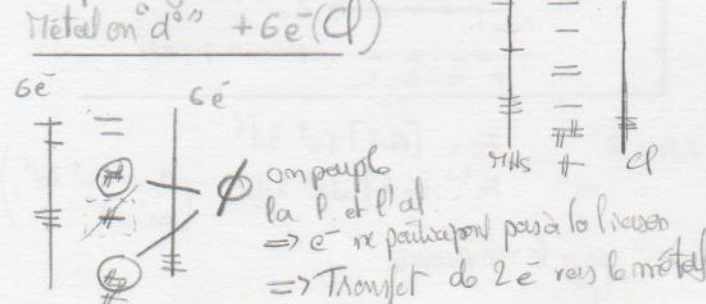 Métal en "d°" + 6e⁻ (Cl)
6e⁻ 6e⁻
MH5 Cl
Ø on peuple
la l. et l'al
=> e⁻ ne participent pas à la liaison
=> Transfert de 2e⁻ vers le métal